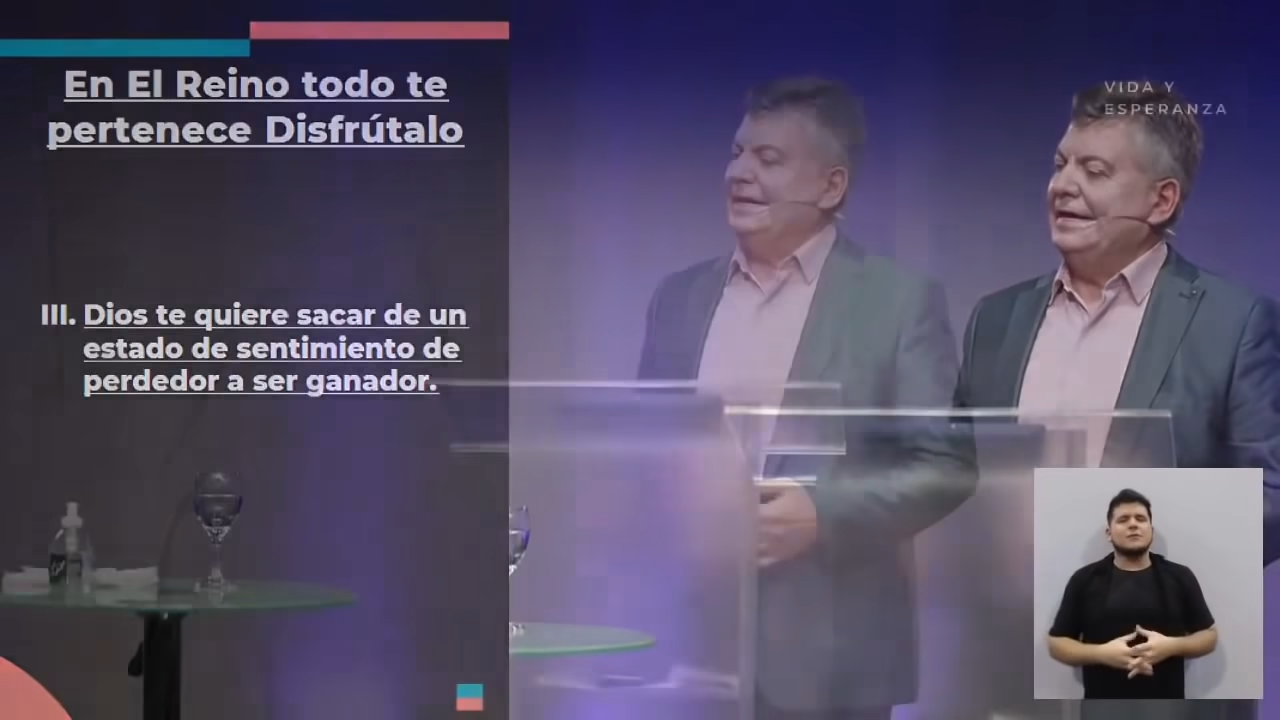 En El Reino todo te
pertenece Disfrútalo
III. Dios te quiere sacar de un
estado de sentimiento de
perdedor a ser ganador.
VIDA Y
ESPERANZA